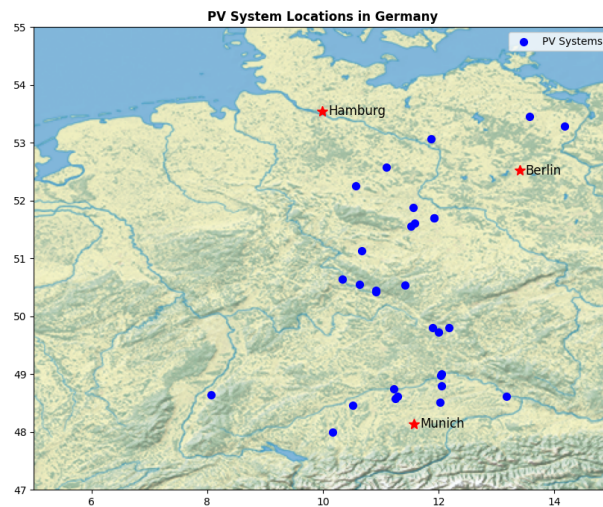 PV System Locations in Germany
PV Systems
55
54
Hamburg
53
Berlin
52
51
50
49
48
Munich
47
6
8
10
12
14